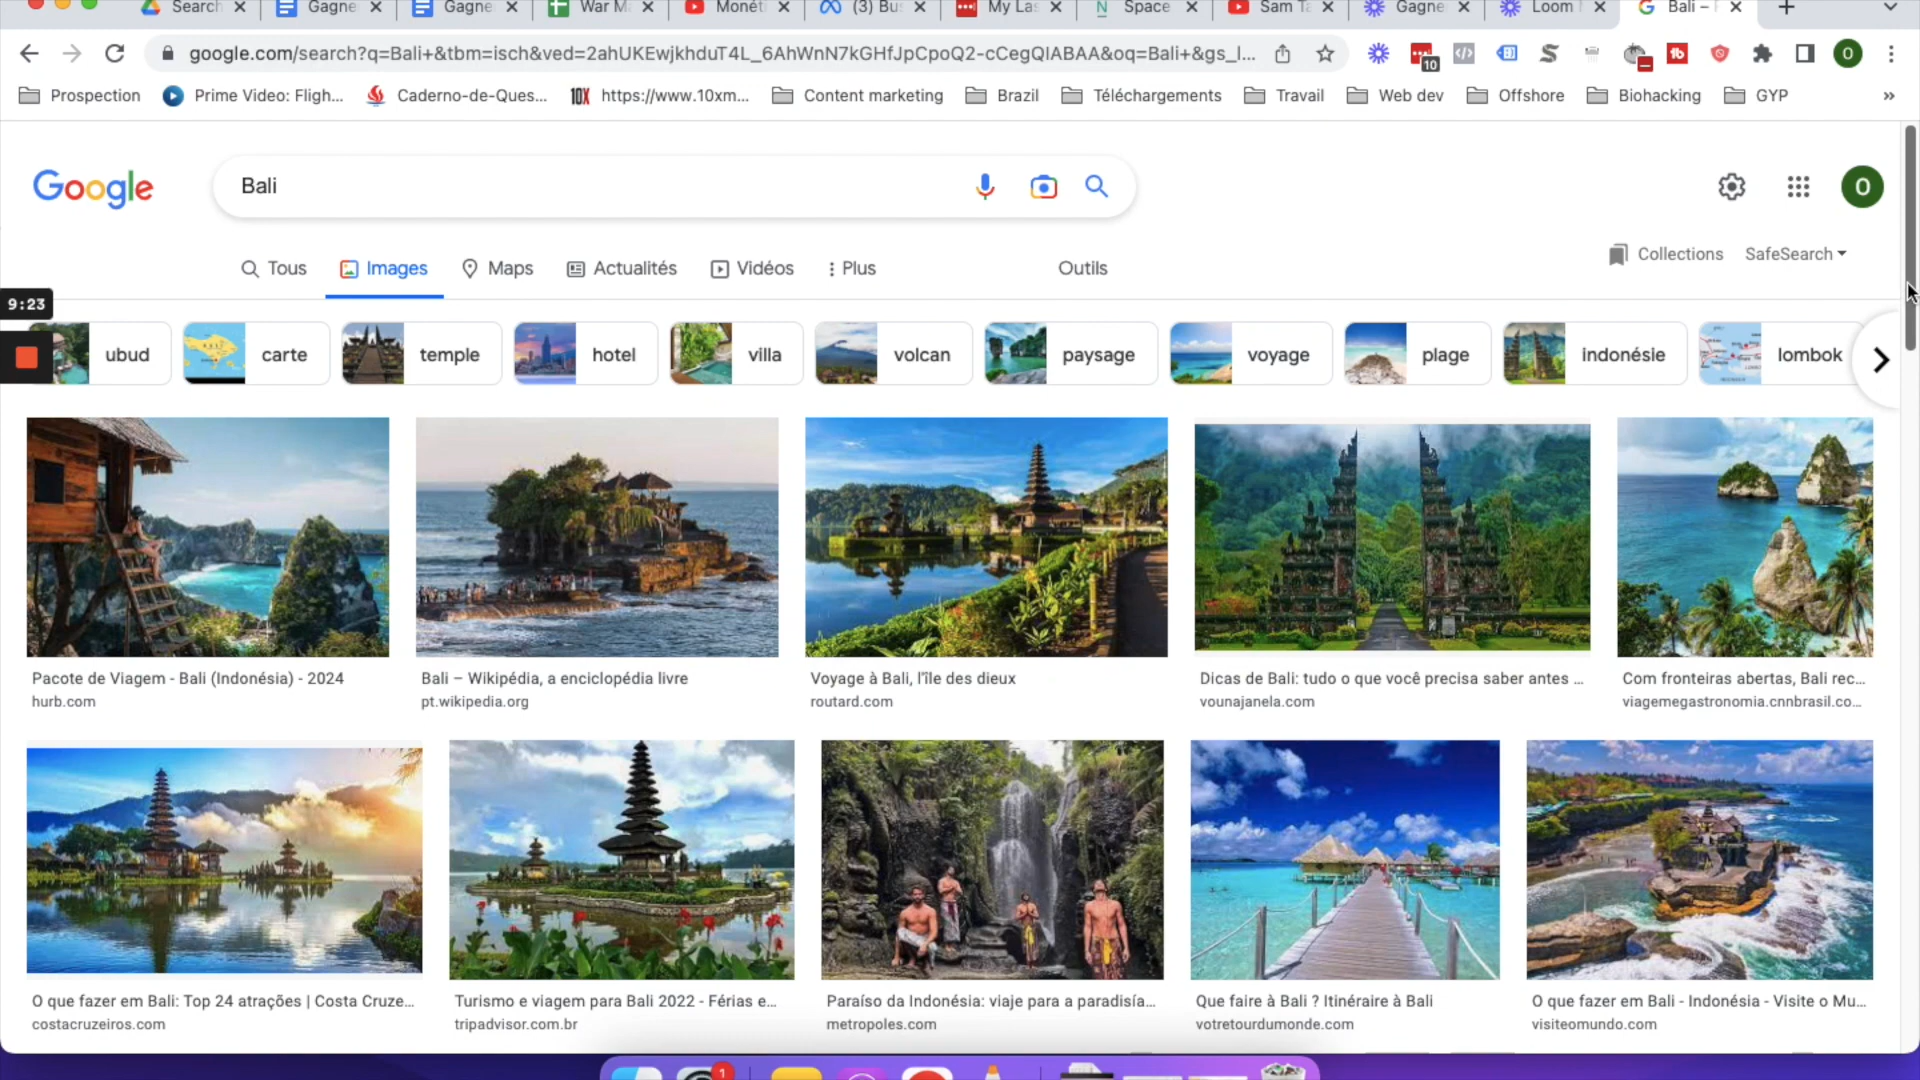 Search
Gagne
Gagne
War M
Monéti
(3) Bu
My La
Space
Sam T
Gagne
Loom
Bali –
google.com/search?q=Bali+&tbm=isch&ved=2ahUKEwjkhduT4L_6AhWnN7kGHfJpCpoQ2-cCegQIABAA&oq=Bali+&gs_l...
10
O
Prospection
Prime Video: Fligh...
Caderno-de-Ques...
10X https://www.10xm...
Content marketing
Brazil
Téléchargements
Travail
Web dev
Offshore
Biohacking
GYP
»
Google
Bali
O
Tous
Images
Maps
Actualités
Vidéos
Plus
Outils
Collections
SafeSearch
9:23
ubud
carte
temple
hotel
villa
volcan
paysage
voyage
plage
indonésie
lombok
Pacote de Viagem - Bali (Indonésia) - 2024
hurb.com
Bali – Wikipédia, a enciclopédia livre
pt.wikipedia.org
Voyage à Bali, l'île des dieux
routard.com
Dicas de Bali: tudo o que você precisa saber antes ...
vounajanela.com
Com fronteiras abertas, Bali rec...
viagemegastronomia.cnnbrasil.co...
O que fazer em Bali: Top 24 atrações | Costa Cruze...
costacruzeiros.com
Turismo e viagem para Bali 2022 - Férias e...
tripadvisor.com.br
Paraíso da Indonésia: viaje para a paradisía...
metropoles.com
Que faire à Bali ? Itinéraire à Bali
votretourdumonde.com
O que fazer em Bali - Indonésia - Visite o Mu...
visiteomundo.com
1